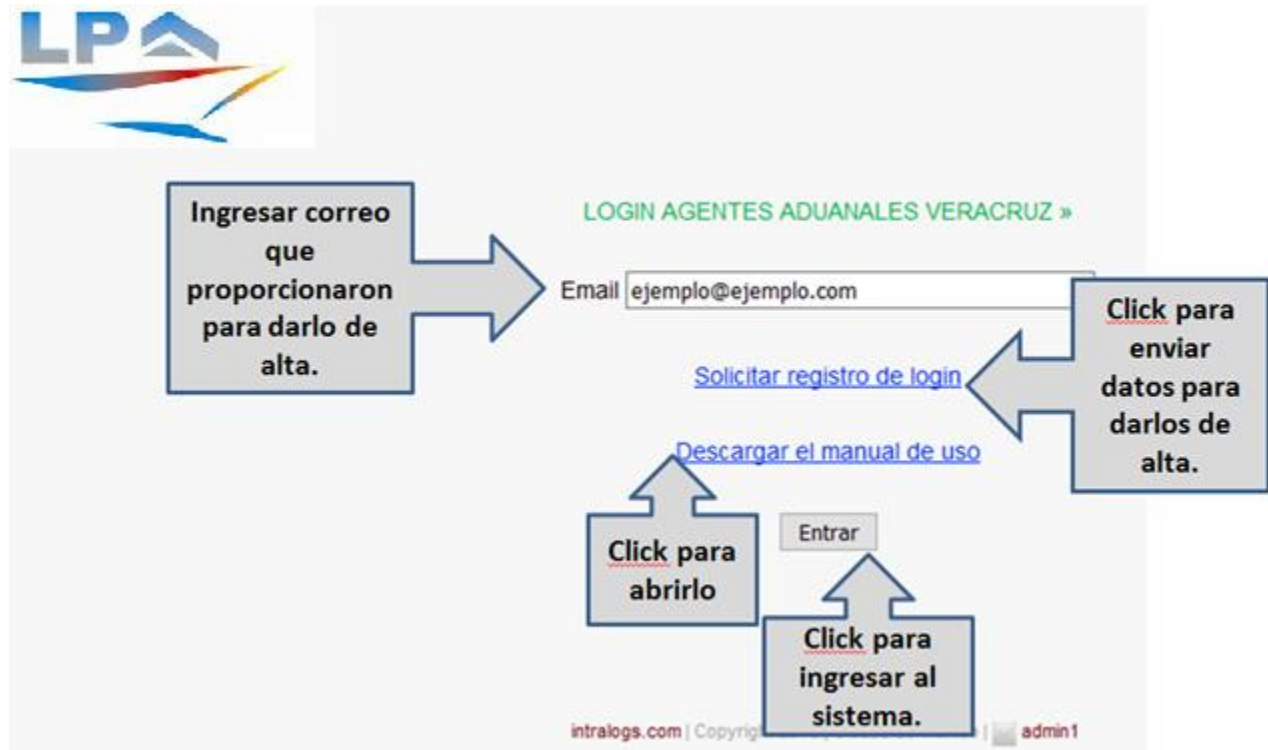 LPA
LOGIN AGENTES ADUANALES VERACRUZ »
Ingresar correo
que
proporcionaron
para darlo de
alta.
Email ejemplo@ejemplo.com
Click para
enviar
datos para
darlos de
alta.
Solicitar registro de login
Descargar el manual de uso
Click para
abrirlo
Entrar
Click para
ingresar al
sistema.
intralogs.com | Copyrig
| admin1